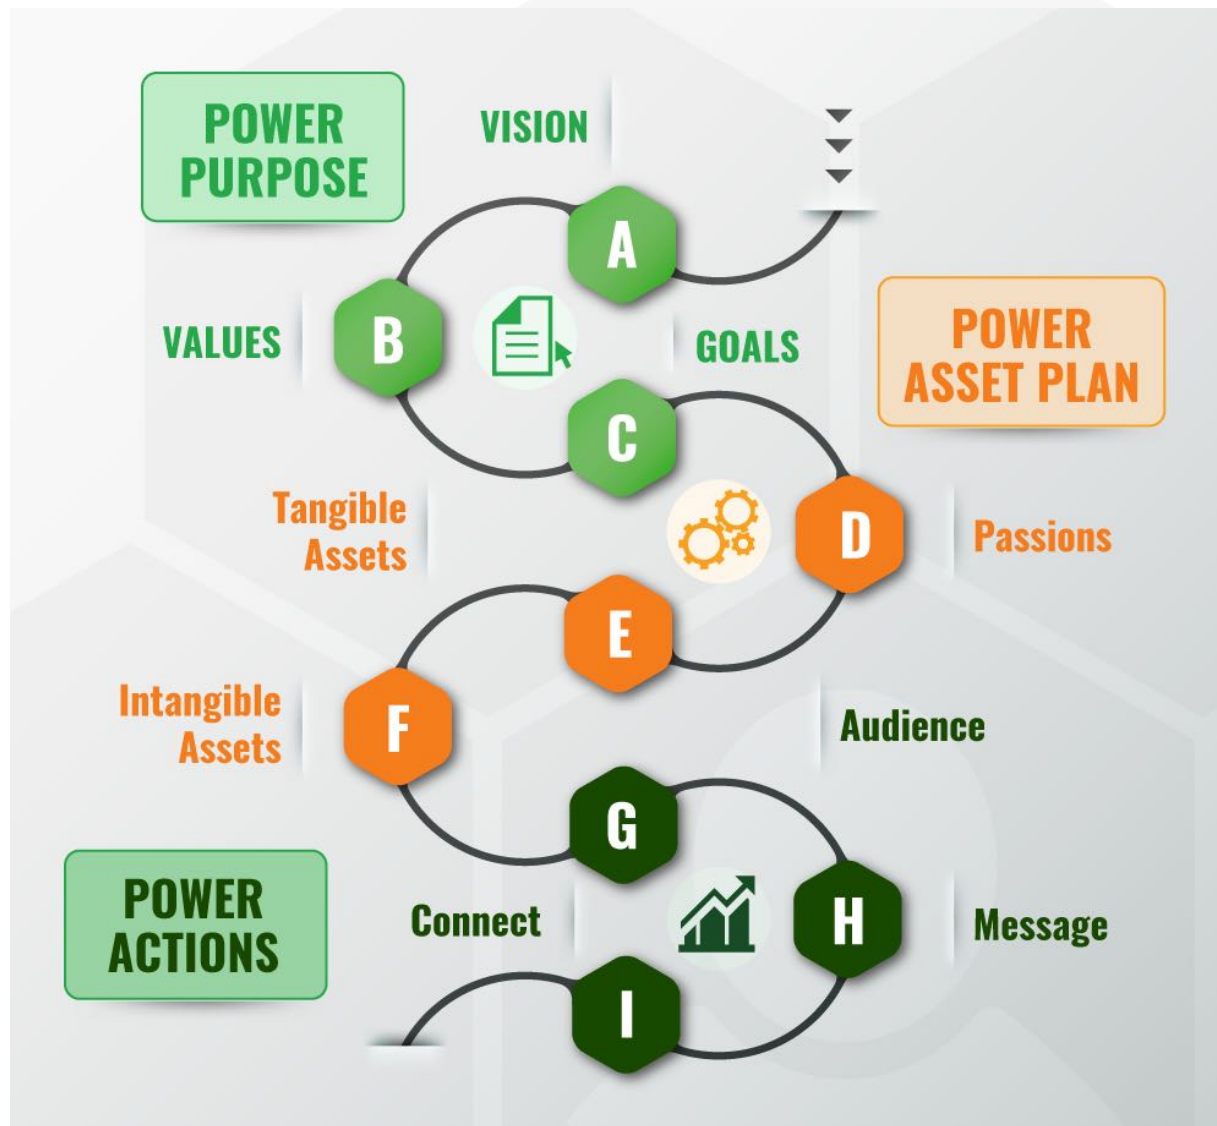 POWER
PURPOSE
VISION
A
VALUES
B
GOALS
C
POWER
ASSET PLAN
Tangible
Assets
D
Passions
E
Intangible
Assets
F
Audience
G
POWER
ACTIONS
Connect
H
Message
I